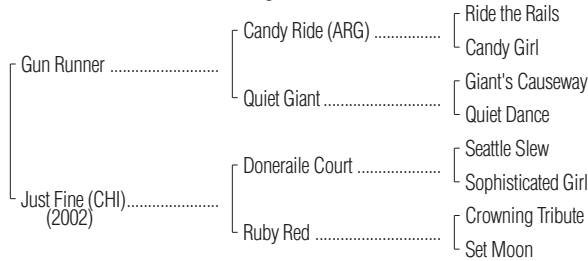 Ride the Rails
Candy Ride (ARG) ................
Candy Girl
Gun Runner ..........................
Giant's Causeway
Quiet Giant ............................
Quiet Dance
Seattle Slew
Doneraile Court ....................
Sophisticated Girl
Just Fine (CHI)......................
(2002)
Crowning Tribute
Ruby Red ..............................
Set Moon